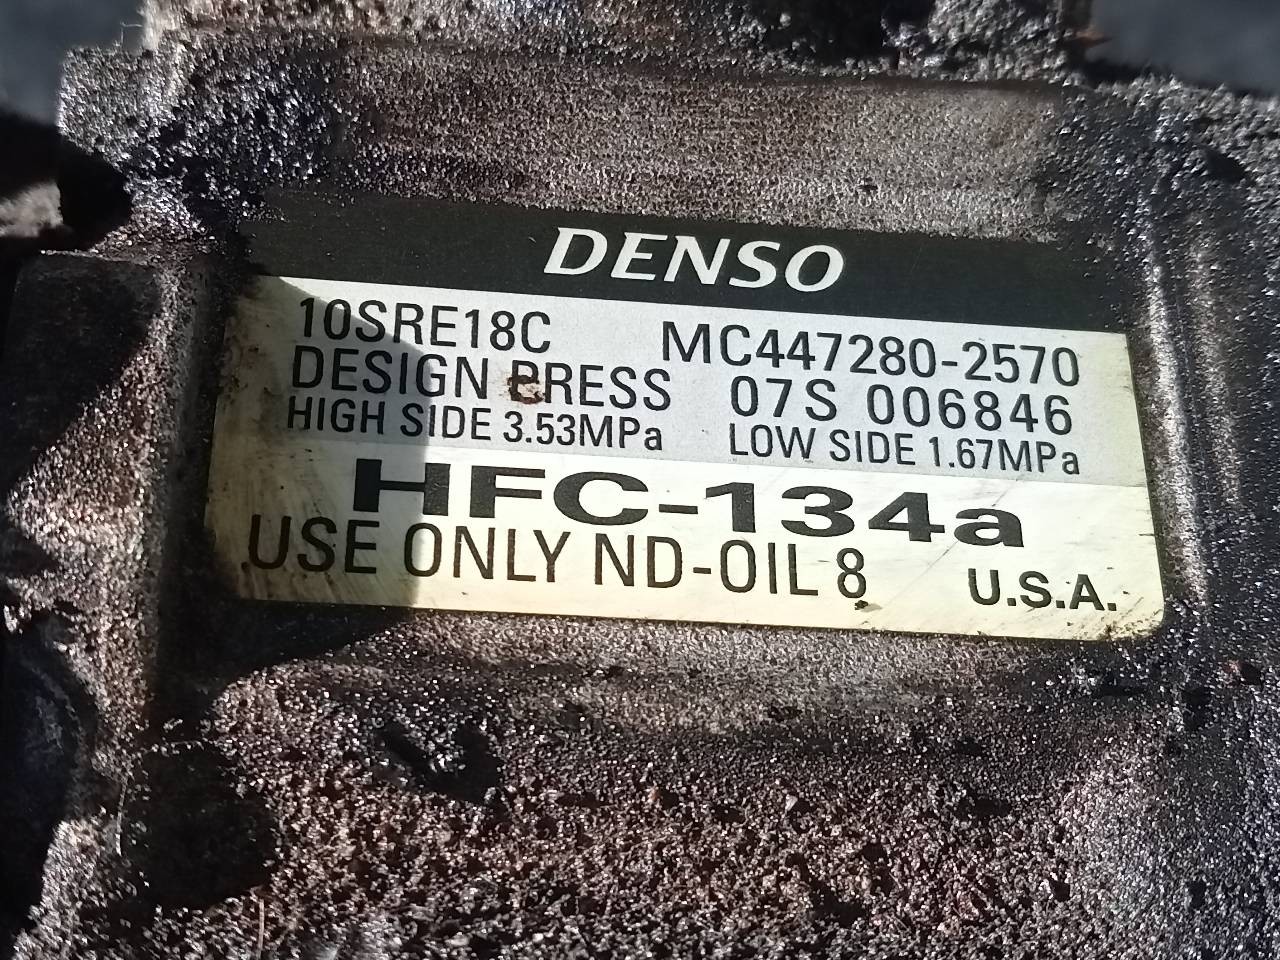 DENSO
10SRE18C MC447280-2570
DESIGN PRESS 07S 006846
HIGH SIDE 3.53MPa LOW SIDE 1.67MPa
HFC-134a
USE ONLY ND-OIL 8 U.S.A.